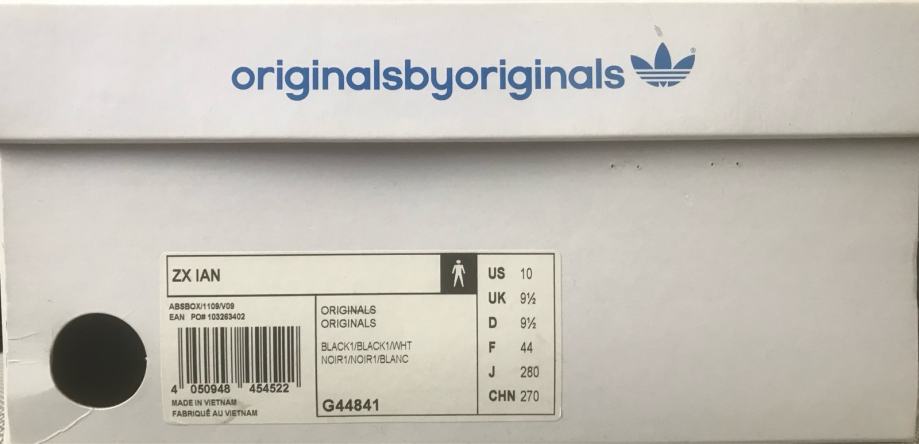 originalsbyoriginals ®
ZX IAN
ABSBOX/1109/V09
EAN PO# 103263402
4 050948 454522
MADE IN VIETNAM
FABRIQUÉ AU VIETNAM
ORIGINALS
ORIGINALS
BLACK1/BLACK1/WHT
NOIR1/NOIR1/BLANC
G44841
US 10
UK 9½
D 9½
F 44
J 280
CHN 270